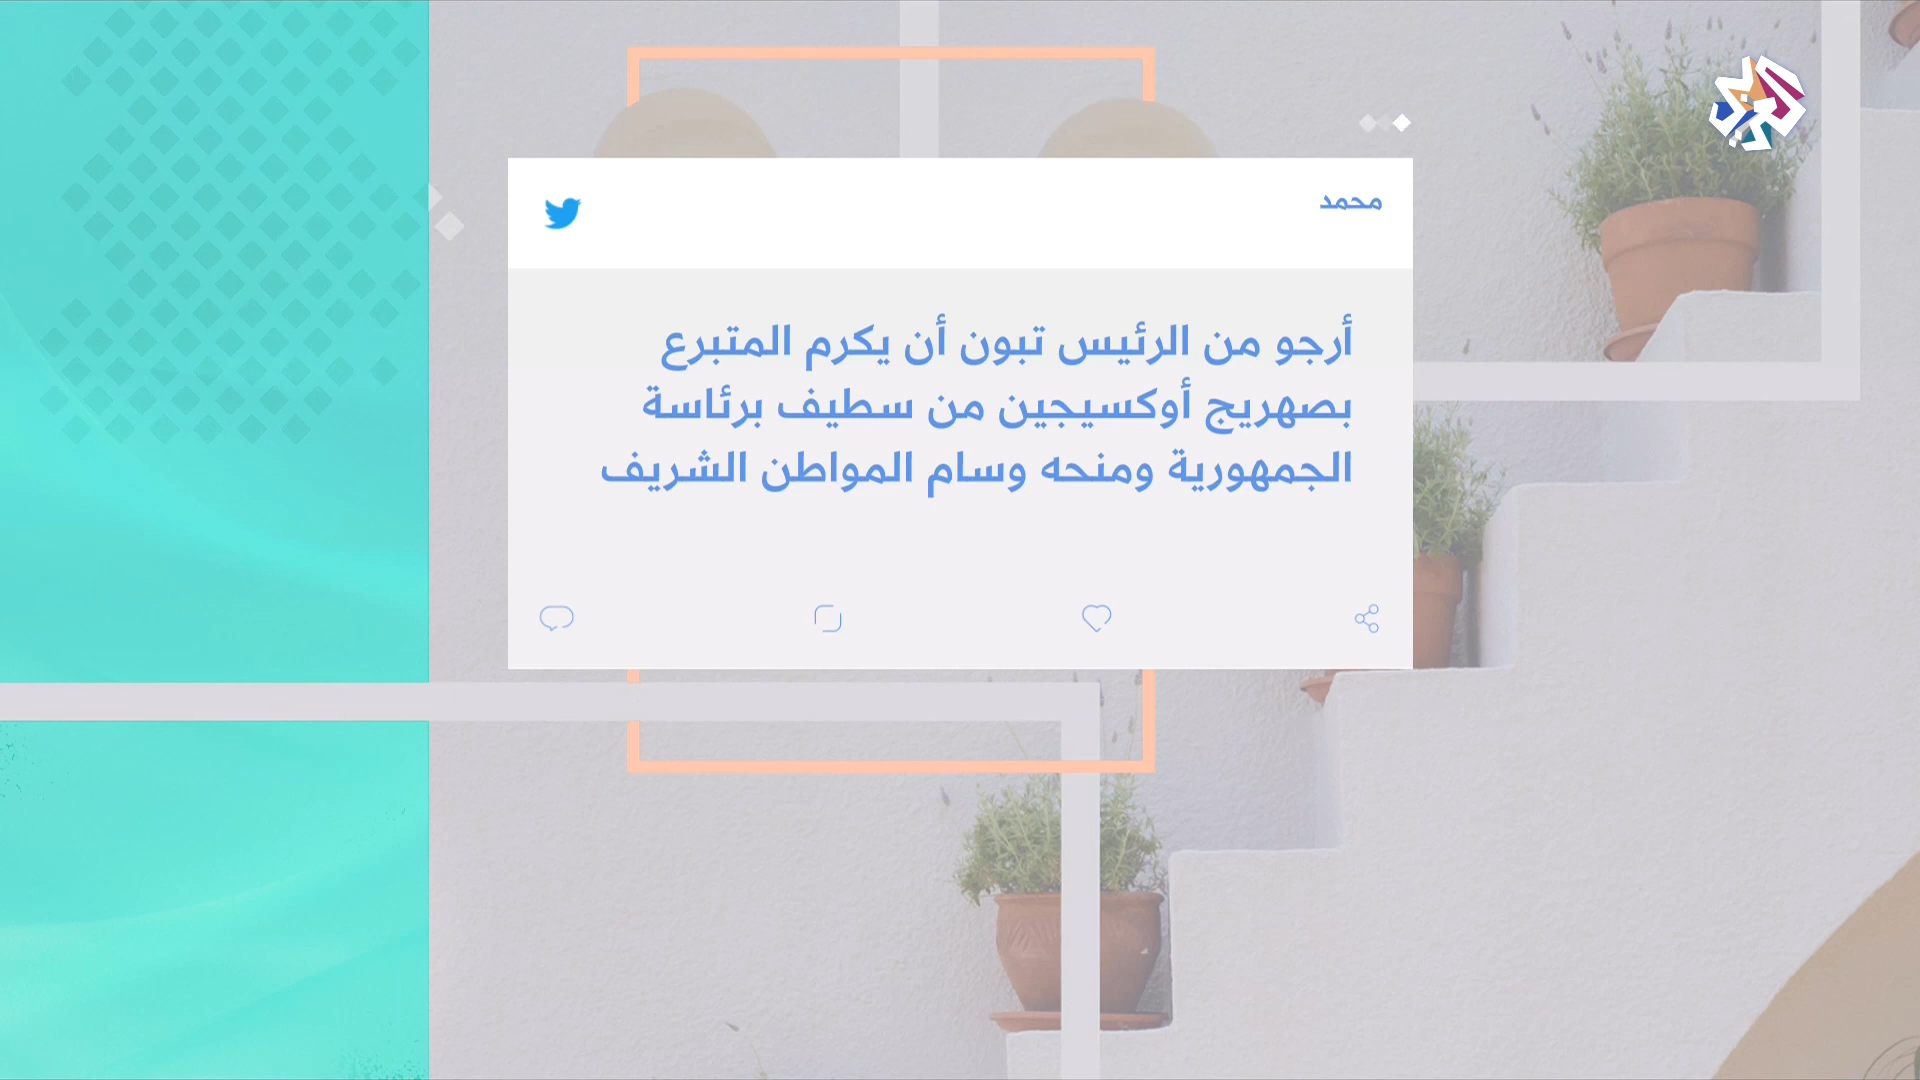 محمد
أرجو من الرئيس تبون أن يكرم المتبرع
بصهريج أوكسيجين من سطيف برئاسة
الجمهورية ومنحه وسام المواطن الشريف